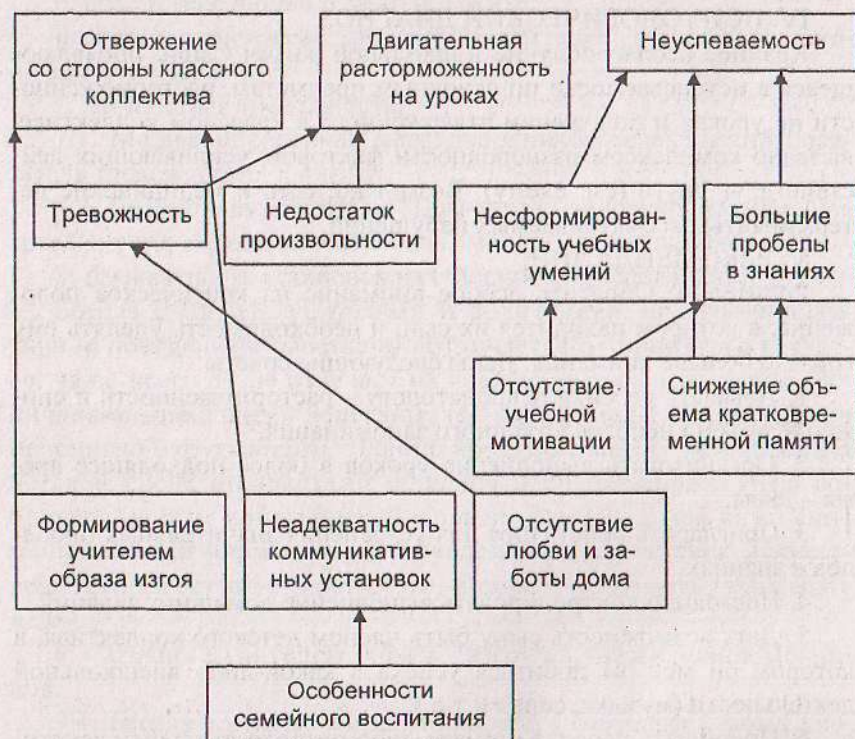 Отвержение
со стороны классного
коллектива
Двигательная
расторможенность
на уроках
Неуспеваемость
Тревожность
Недостаток
произвольности
Несформирован-
ность учебных
умений
Большие
пробелы
в знаниях
Отсутствие
учебной
мотивации
Снижение объ-
ема кратковре-
менной памяти
Формирование
учителем
образа изгоя
Неадекватность
коммуникатив-
ных установок
Отсутствие
любви и за-
боты дома
Особенности
семейного воспитания